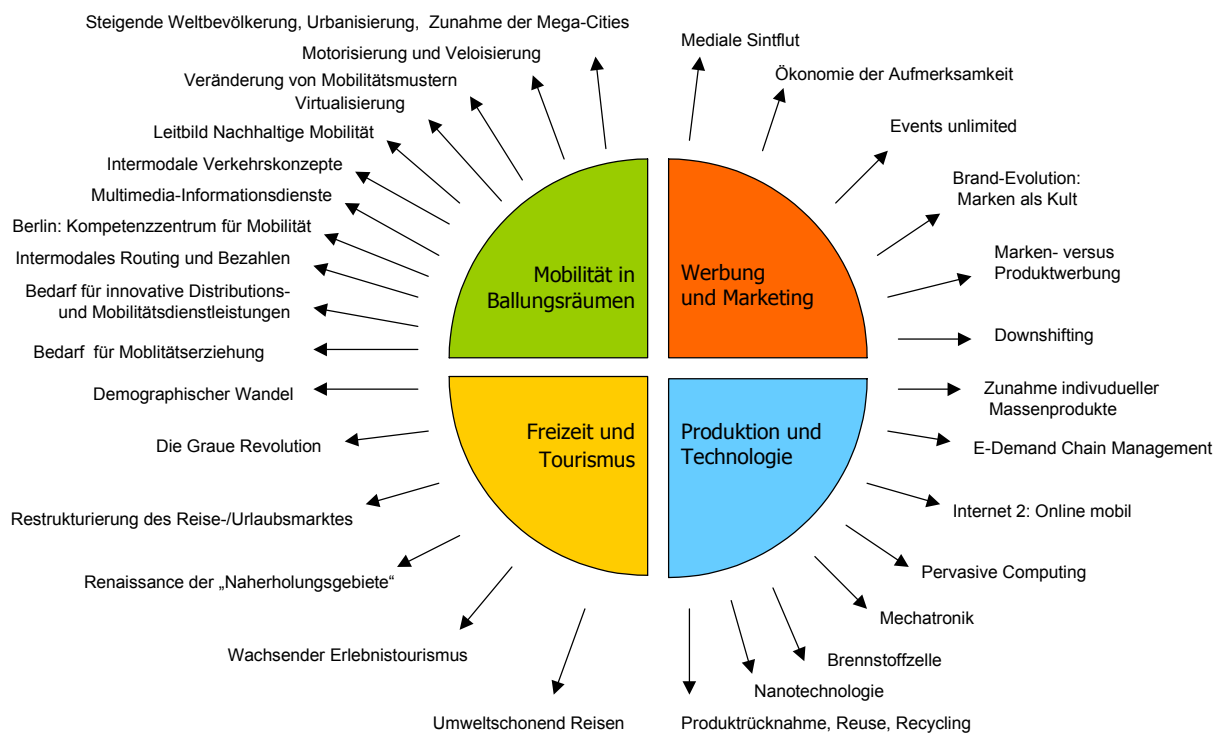 Steigende Weltbevölkerung, Urbanisierung, Zunahme der Mega-Cities
Motorisierung und Veloisierung
Veränderung von Mobilitätsmustern
Virtualisierung
Leitbild Nachhaltige Mobilität
Intermodale Verkehrskonzepte
Multimedia-Informationsdienste
Berlin: Kompetenzzentrum für Mobilität
Intermodales Routing und Bezahlen
Bedarf für innovative Distributions-
und Mobilitätsdienstleistungen
Bedarf für Moblitätserziehung
Mobilität in
Ballungsräumen
Mediale Sintflut
Ökonomie der Aufmerksamkeit
Events unlimited
Brand-Evolution:
Marken als Kult
Marken- versus
Produktwerbung
Downshifting
Werbung
und Marketing
Demographischer Wandel
Die Graue Revolution
Restrukturierung des Reise-/Urlaubsmarktes
Renaissance der „Naherholungsgebiete“
Wachsender Erlebnistourismus
Umweltschonend Reisen
Freizeit und
Tourismus
Produktion und
Technologie
Zunahme indivudueller
Massenprodukte
E-Demand Chain Management
Internet 2: Online mobil
Pervasive Computing
Mechatronik
Brennstoffzelle
Nanotechnologie
Produktrücknahme, Reuse, Recycling